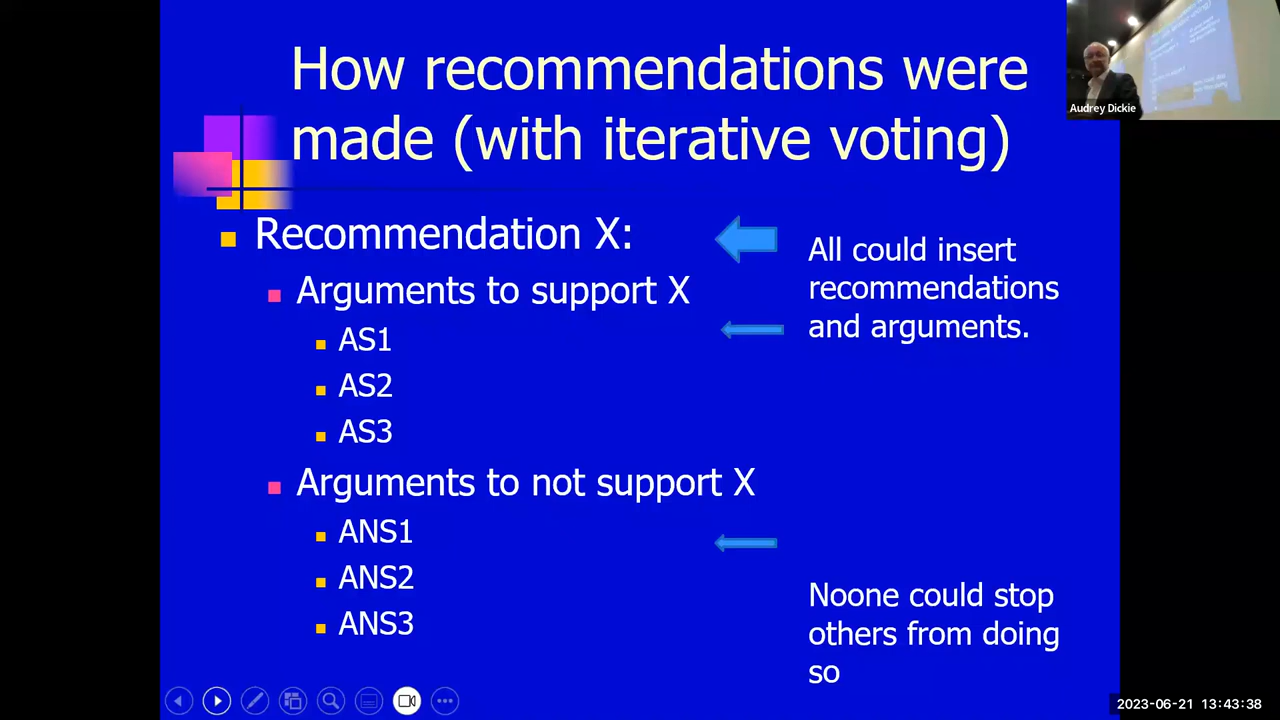 How recommendations were
made (with iterative voting)
Audrey Dickie
Recommendation X:
Arguments to support X
AS1
AS2
AS3
Arguments to not support X
ANS1
ANS2
ANS3
All could insert
recommendations
and arguments.
Noone could stop
others from doing
so
2023-06-21 13:43:38